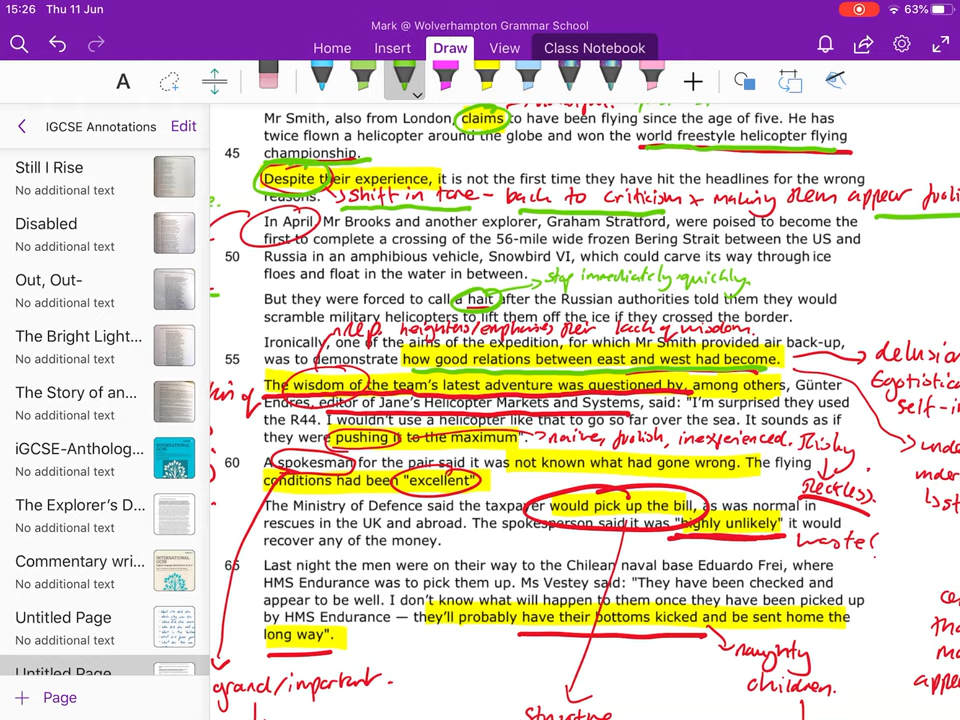 15:26 Thu 11 Jun
63%
Mark @ Wolverhampton Grammar School
Home Insert Draw View Class Notebook
A
IGCSE Annotations Edit
Still I Rise
No additional text
Disabled
No additional text
Out, Out-
No additional text
The Bright Light...
No additional text
The Story of an...
No additional text
iGCSE-Antholog...
No additional text
The Explorer's D...
No additional text
Commentary wri...
No additional text
Untitled Page
No additional text
Untitled Page
+ Page
Mr Smith, also from London, claims to have been flying since the age of five. He has
twice flown a helicopter around the globe and won the world freestyle helicopter flying
45 championship.
Despite their experience, it is not the first time they have hit the headlines for the wrong
reasons.
shift in tone - back to criticism & making them appear
In April, Mr Brooks and another explorer, Graham Stratford, were poised to become the
first to complete a crossing of the 56-mile wide frozen Bering Strait between the US and
50 Russia in an amphibious vehicle, Snowbird VI, which could carve its way through ice
floes and float in the water in between.
stop immediately quickly.
But they were forced to call a halt after the Russian authorities told them they would
scramble military helicopters to lift them off the ice if they crossed the border.
rep. heightens/emphasises their lack of wisdom.
Ironically, one of the aims of the expedition, for which Mr Smith provided air back-up,
55 was to demonstrate how good relations between east and west had become.
The wisdom of the team's latest adventure was questioned by, among others, Günter
Endres, editor of Jane's Helicopter Markets and Systems, said: "I'm surprised they used
the R44. I wouldn't use a helicopter like that to go so far over the sea. It sounds as if
they were pushing it to the maximum".
naive, foolish, inexperienced. Risky
Reckless.
60 A spokesman for the pair said it was not known what had gone wrong. The flying
conditions had been "excellent".
The Ministry of Defence said the taxpayer would pick up the bill, as was normal in
rescues in the UK and abroad. The spokesperson said it was "highly unlikely" it would
recover any of the money.
waste!
65 Last night the men were on their way to the Chilean naval base Eduardo Frei, where
HMS Endurance was to pick them up. Ms Vestey said: "They have been checked and
appear to be well. I don't know what will happen to them once they have been picked up
by HMS Endurance — they'll probably have their bottoms kicked and be sent home the
long way".
naughty
children.
grand/important.